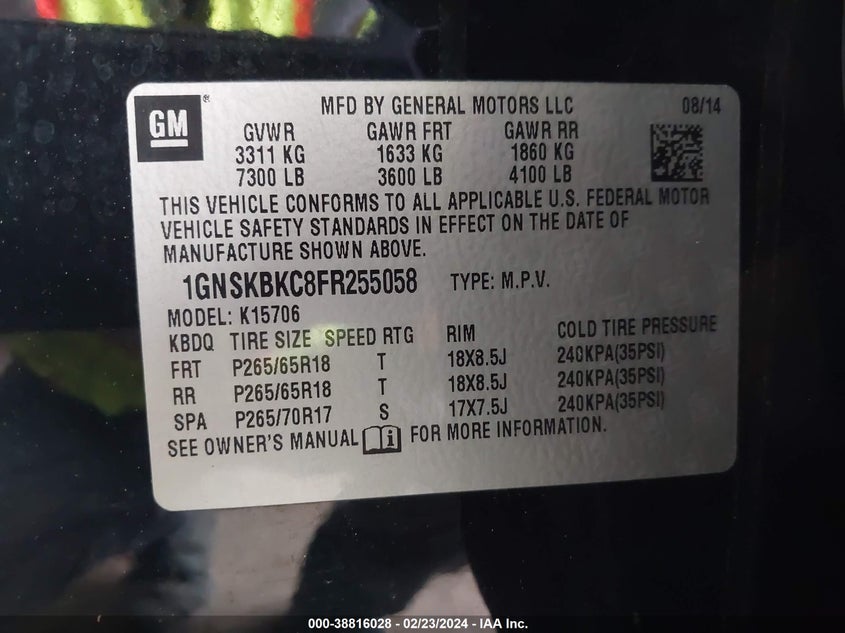 GM ®
MFD BY GENERAL MOTORS LLC 08/14
GVWR GAWR FRT GAWR RR
3311 KG 1633 KG 1860 KG
7300 LB 3600 LB 4100 LB
THIS VEHICLE CONFORMS TO ALL APPLICABLE U.S. FEDERAL MOTOR
VEHICLE SAFETY STANDARDS IN EFFECT ON THE DATE OF
MANUFACTURE SHOWN ABOVE.
1GNSKBKC8FR255058 TYPE: M.P.V.
MODEL: K15706
KBDQ TIRE SIZE SPEED RTG RIM COLD TIRE PRESSURE
FRT P265/65R18 T 18X8.5J 240KPA(35PSI)
RR P265/65R18 T 18X8.5J 240KPA(35PSI)
SPA P265/70R17 S 17X7.5J 240KPA(35PSI)
SEE OWNER'S MANUAL i FOR MORE INFORMATION.
000-38816028 - 02/23/2024 - IAA Inc.